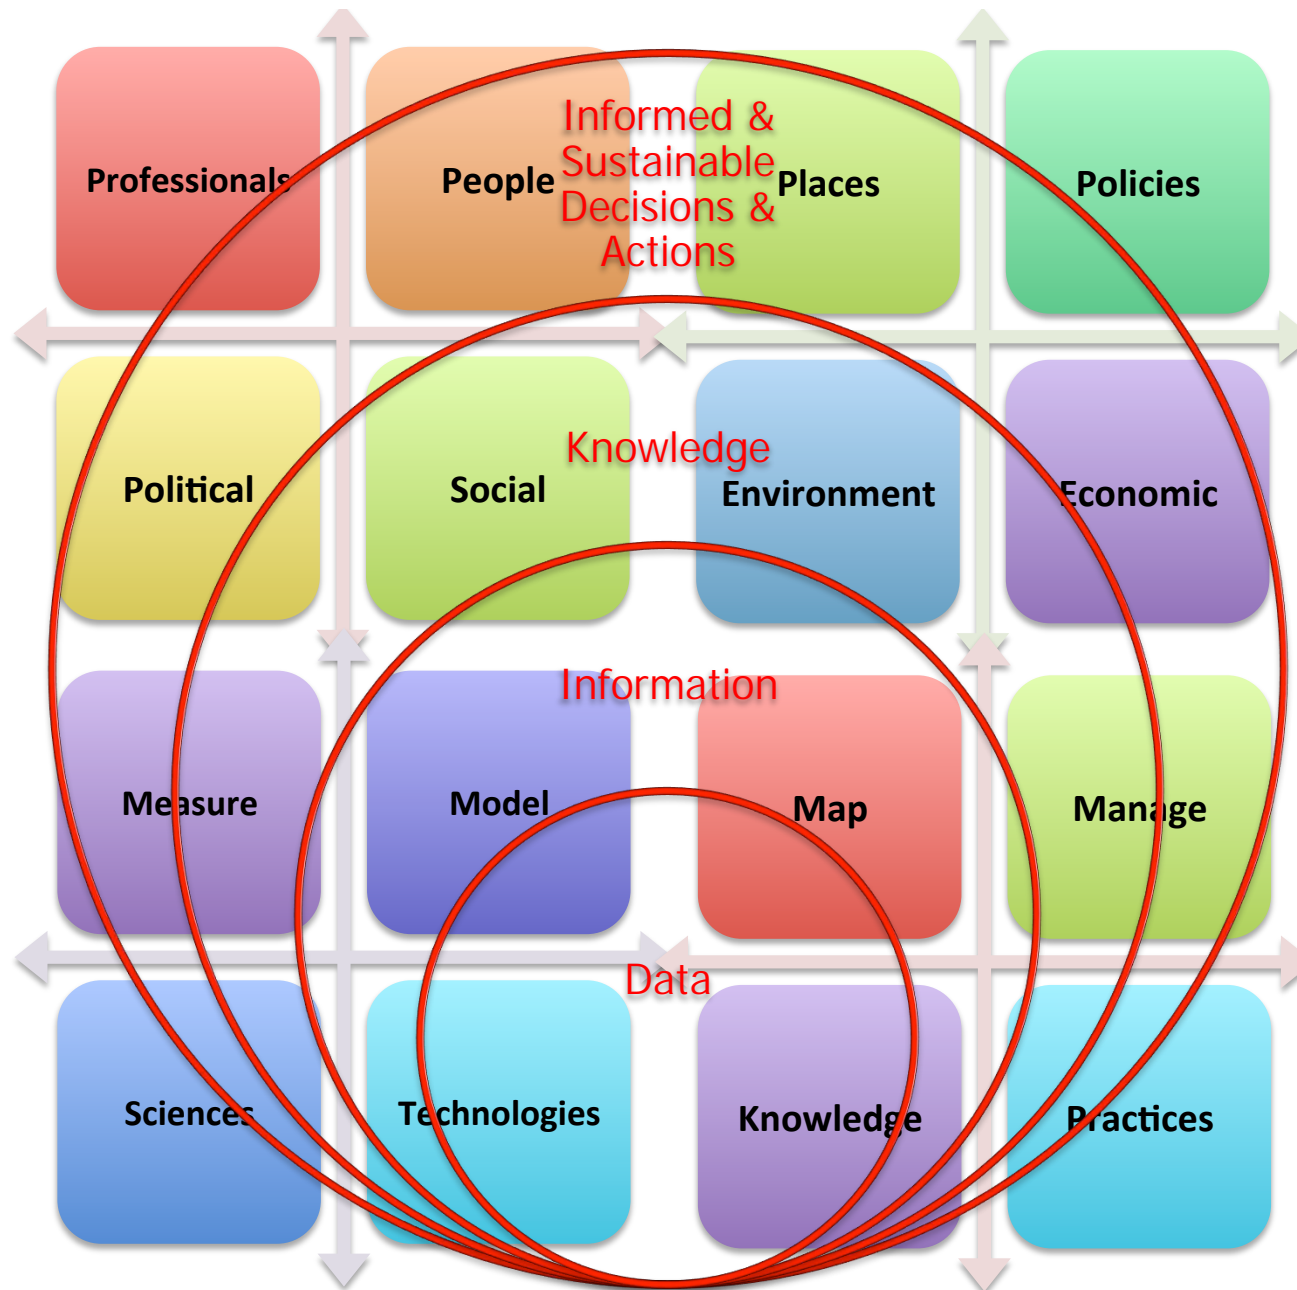 Professionals
People
Informed &
Sustainable
Decisions &
Actions
Places
Policies
Political
Social
Knowledge
Environment
Economic
Measure
Model
Information
Map
Manage
Sciences
Technologies
Data
Knowledge
Practices